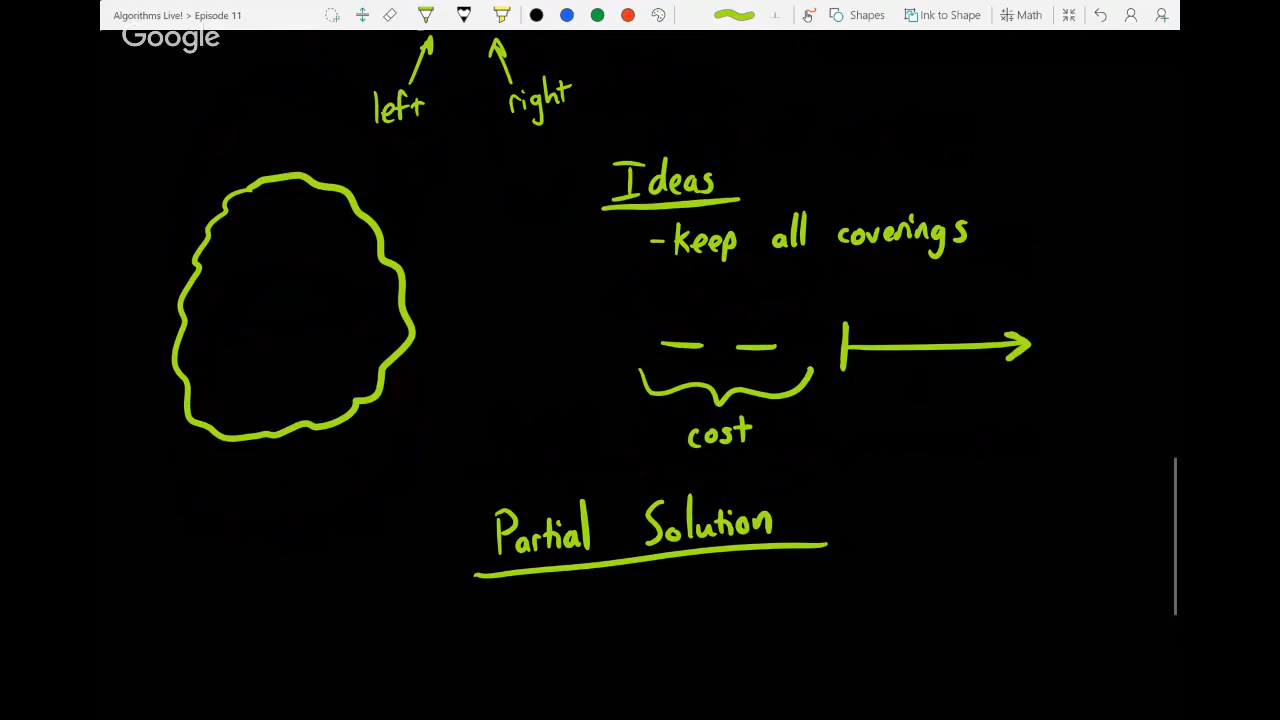 Algorithms Live! > Episode 11
Shapes
Ink to Shape
Math
Google
left
right
Ideas
- keep all coverings
cost
Partial Solution